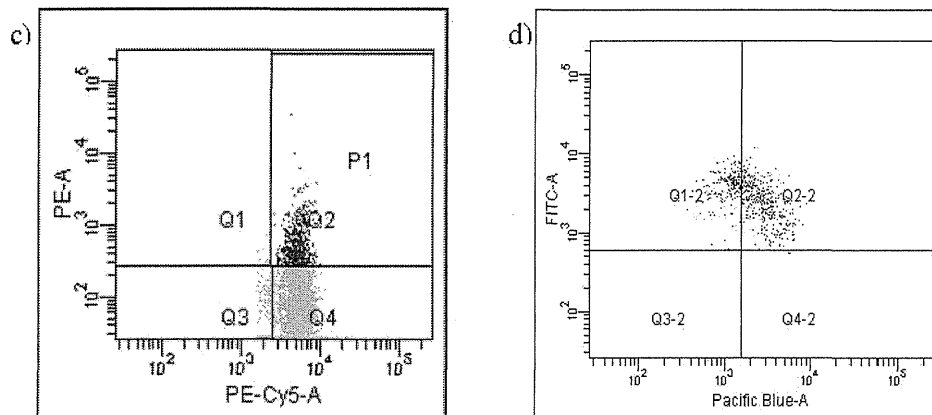 c)
PE-A
10^5
10^4
10^3
10^2
P1
Q1
Q2
Q3
Q4
10^2
10^3
10^4
10^5
PE-Cy5-A
d)
FITC-A
10^5
10^4
10^3
10^2
Q1-2
Q2-2
Q3-2
Q4-2
10^2
10^3
10^4
10^5
Pacific Blue-A